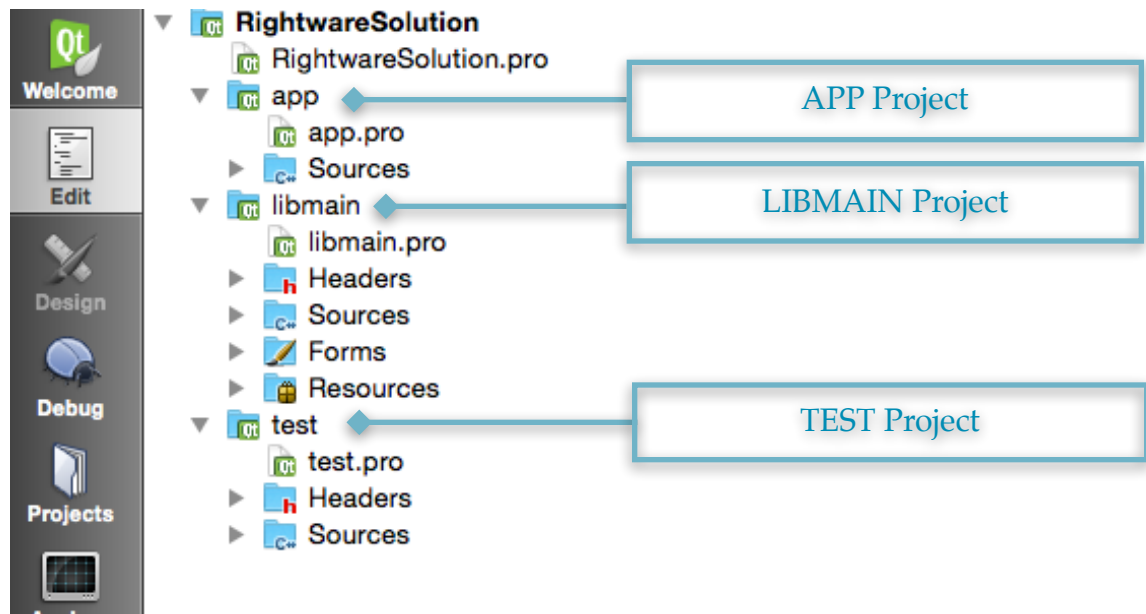 Qt
Welcome
Edit
Design
Debug
Projects
RightwareSolution
RightwareSolution.pro
app
app.pro
Sources
libmain
libmain.pro
Headers
Sources
Forms
Resources
test
test.pro
Headers
Sources
APP Project
LIBMAIN Project
TEST Project